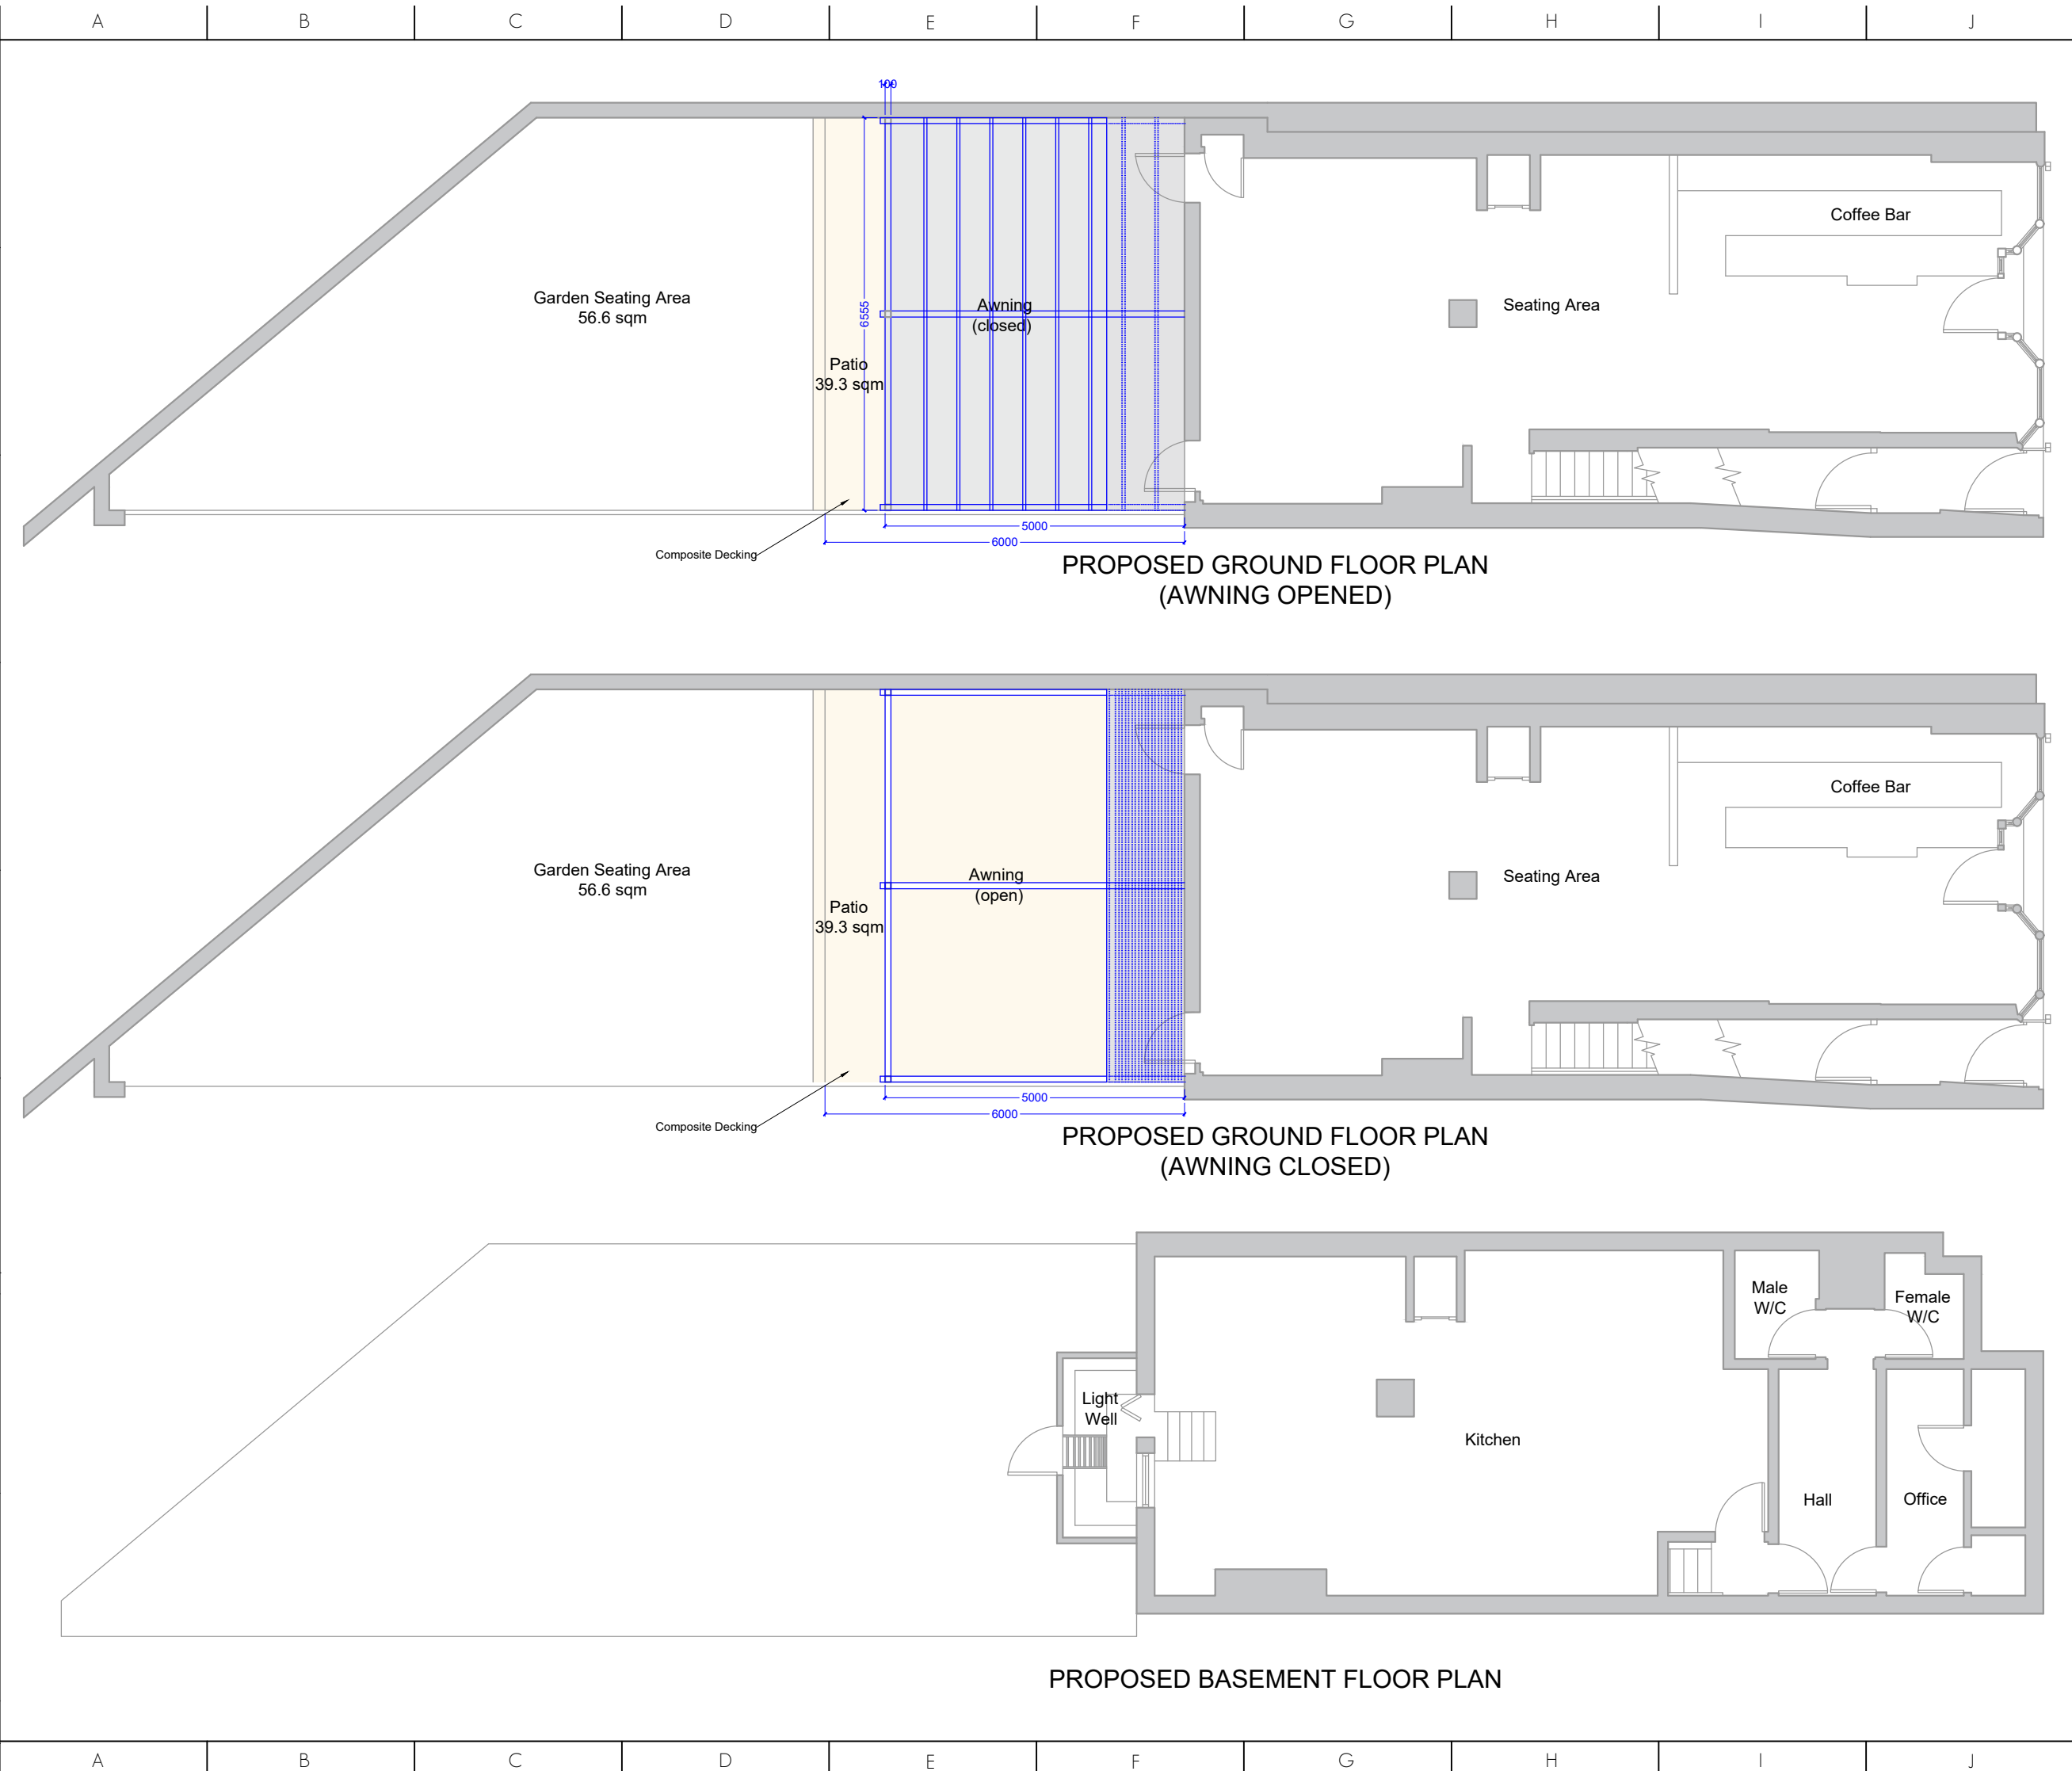 A B C D E F G H I J
100
Coffee Bar
Garden Seating Area
56.6 sqm
6555
Awning
(closed)
Seating Area
Patio
39.3 sqm
5000
6000
Composite Decking
PROPOSED GROUND FLOOR PLAN
(AWNING OPENED)
Coffee Bar
Garden Seating Area
56.6 sqm
Awning
(open)
Seating Area
Patio
39.3 sqm
5000
6000
Composite Decking
PROPOSED GROUND FLOOR PLAN
(AWNING CLOSED)
Male
W/C
Female
W/C
Light
Well
Kitchen
Hall
Office
PROPOSED BASEMENT FLOOR PLAN
A B C D E F G H I J